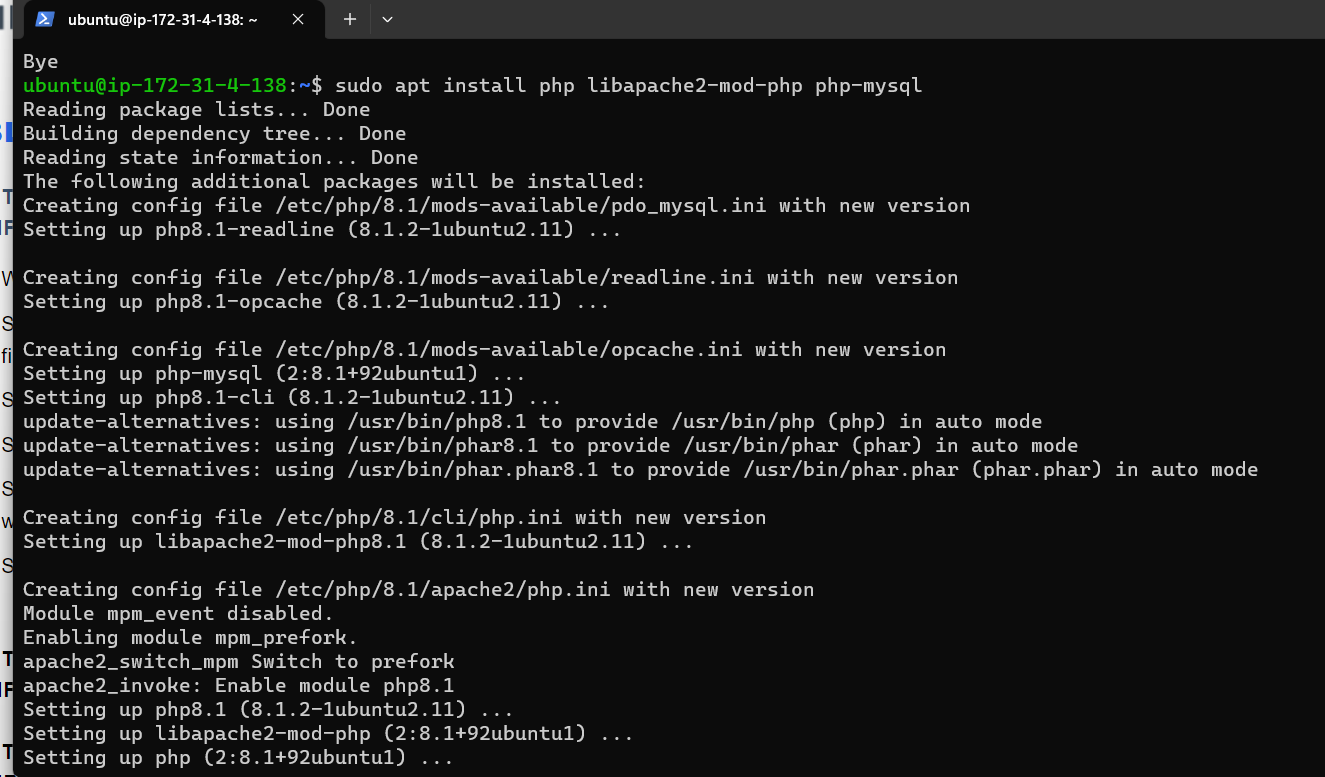 ubuntu@ip-172-31-4-138: ~
Bye
ubuntu@ip-172-31-4-138:~$ sudo apt install php libapache2-mod-php php-mysql
Reading package lists... Done
Building dependency tree... Done
Reading state information... Done
The following additional packages will be installed:
Creating config file /etc/php/8.1/mods-available/pdo_mysql.ini with new version
Setting up php8.1-readline (8.1.2-1ubuntu2.11) ...
Creating config file /etc/php/8.1/mods-available/readline.ini with new version
Setting up php8.1-opcache (8.1.2-1ubuntu2.11) ...
Creating config file /etc/php/8.1/mods-available/opcache.ini with new version
Setting up php-mysql (2:8.1+92ubuntu1) ...
Setting up php8.1-cli (8.1.2-1ubuntu2.11) ...
update-alternatives: using /usr/bin/php8.1 to provide /usr/bin/php (php) in auto mode
update-alternatives: using /usr/bin/phar8.1 to provide /usr/bin/phar (phar) in auto mode
update-alternatives: using /usr/bin/phar.phar8.1 to provide /usr/bin/phar.phar (phar.phar) in auto mode
Creating config file /etc/php/8.1/cli/php.ini with new version
Setting up libapache2-mod-php8.1 (8.1.2-1ubuntu2.11) ...
Creating config file /etc/php/8.1/apache2/php.ini with new version
Module mpm_event disabled.
Enabling module mpm_prefork.
apache2_switch_mpm Switch to prefork
apache2_invoke: Enable module php8.1
Setting up php8.1 (8.1.2-1ubuntu2.11) ...
Setting up libapache2-mod-php (2:8.1+92ubuntu1) ...
Setting up php (2:8.1+92ubuntu1) ...